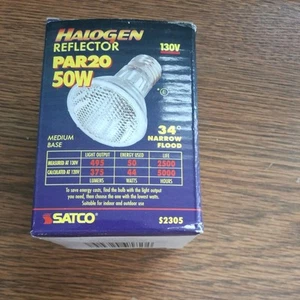 HALOGEN
REFLECTOR
130V
PAR20
50W
34°
NARROW
FLOOD
MEDIUM
BASE
LIGHT OUTPUT ENERGY USED LIFE
MEASURED AT 130V 495 50 2500
CALCULATED AT 120V 375 44 5000
LUMENS WATTS HOURS
To save energy costs, find the bulb with the light output
you need, then choose the one with the lowest watts.
Suitable for indoor and outdoor use
SATCO
S2305